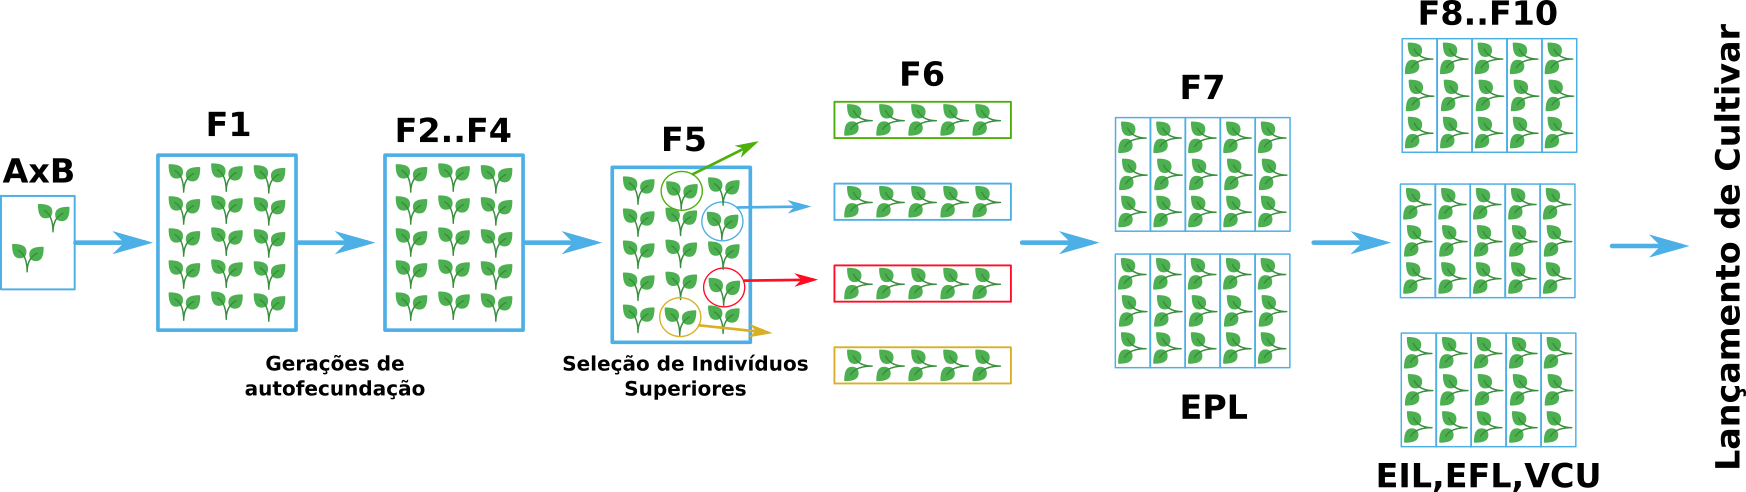 AxB
F1
F2..F4
Gerações de
autofecundação
F5
Seleção de Indivíduos
Superiores
F6
F7
EPL
F8..F10
EIL,EFL,VCU
Lançamento de Cultivar